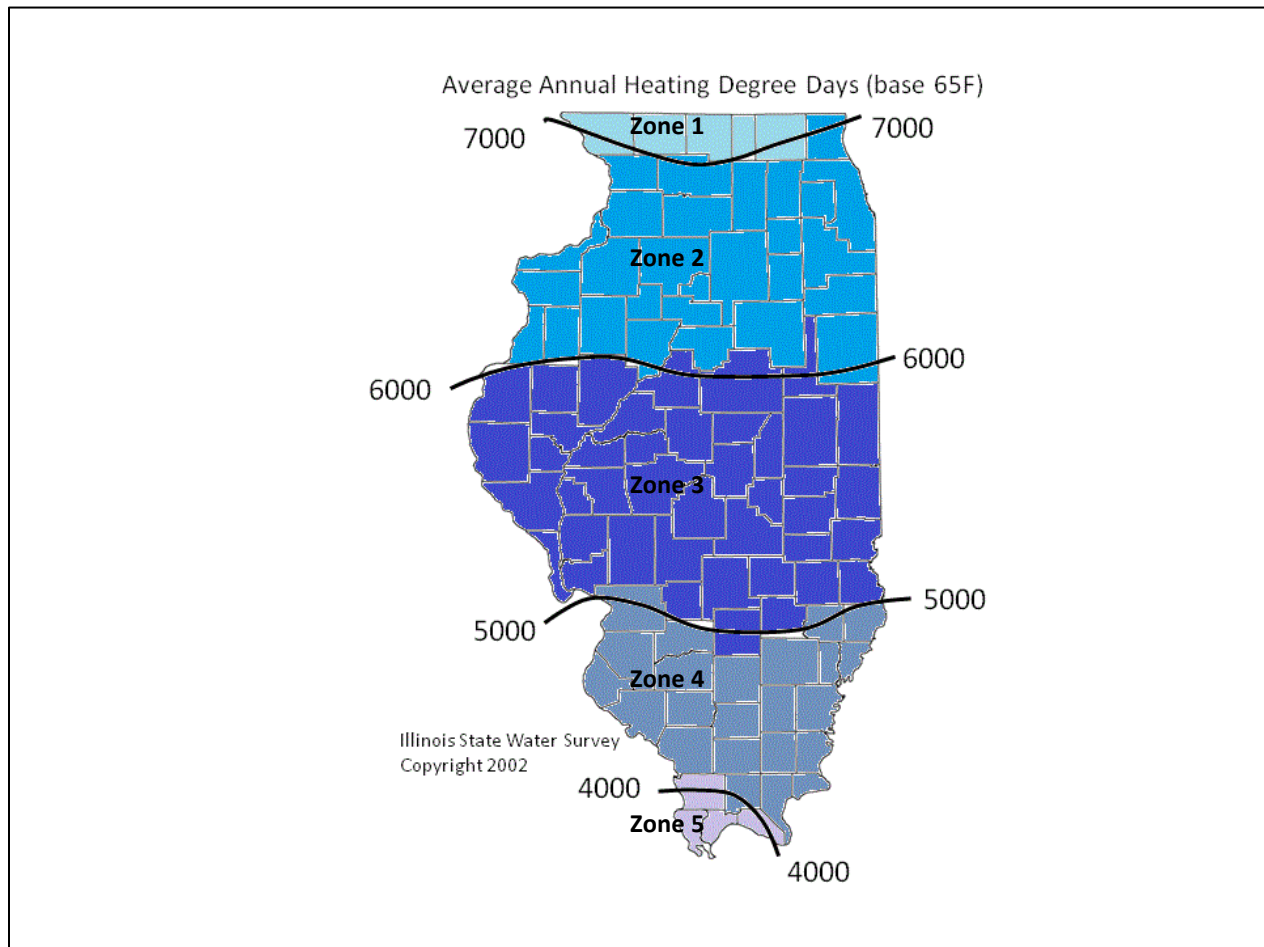 Average Annual Heating Degree Days (base 65F)
Zone 1
7000
7000
Zone 2
6000
6000
Zone 3
5000
5000
Zone 4
Illinois State Water Survey
Copyright 2002
4000
Zone 5
4000